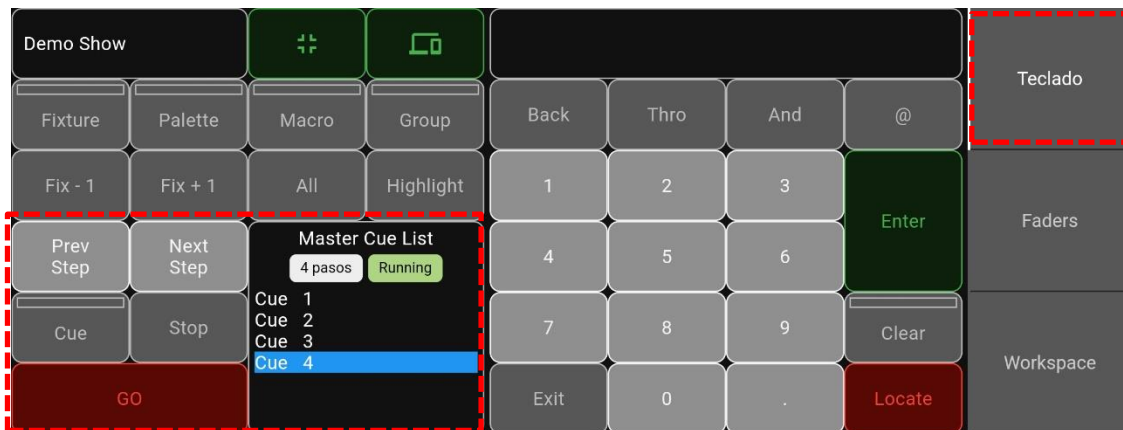 Demo Show
Teclado
Fixture Palette Macro Group Back Thro And @
Fix - 1 Fix + 1 All Highlight 1 2 3
Enter
Faders
Prev
Step
Next
Step
Master Cue List
4 pasos Running
4 5 6
Cue 1
Cue 2
Cue 3
Cue 4
Cue Stop 7 8 9 Clear
Workspace
GO Exit 0 . Locate